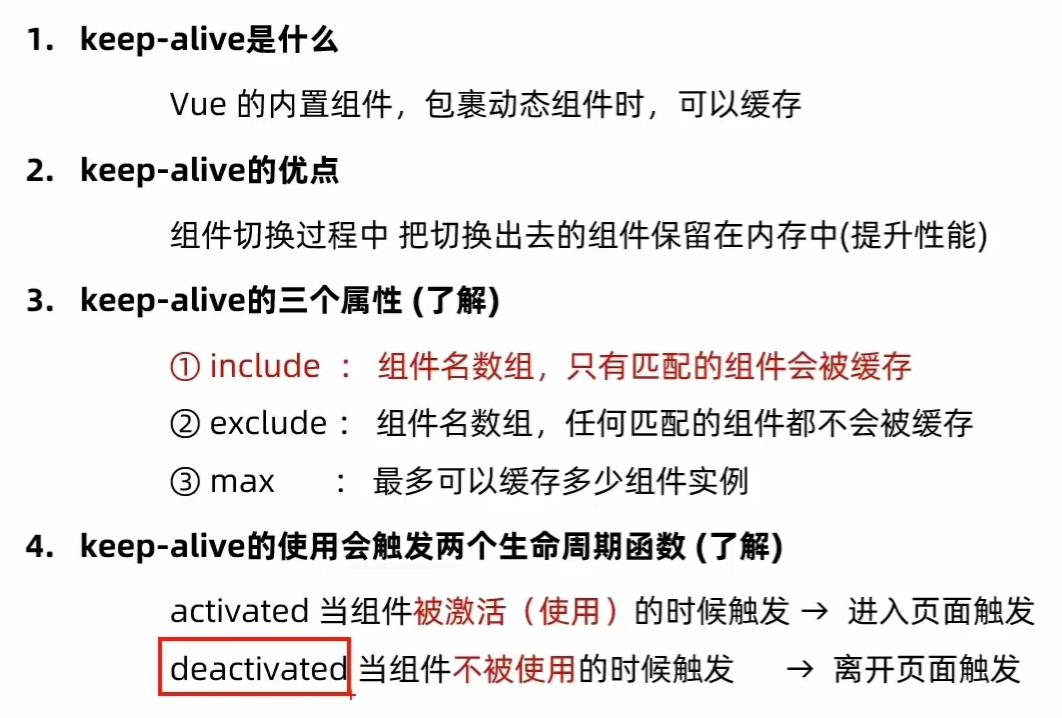 1. keep-alive是什么
Vue 的内置组件，包裹动态组件时，可以缓存
2. keep-alive的优点
组件切换过程中 把切换出去的组件保留在内存中(提升性能)
3. keep-alive的三个属性 (了解)
① include ： 组件名数组，只有匹配的组件会被缓存
② exclude ： 组件名数组，任何匹配的组件都不会被缓存
③ max ： 最多可以缓存多少组件实例
4. keep-alive的使用会触发两个生命周期函数 (了解)
activated 当组件被激活（使用）的时候触发 → 进入页面触发
deactivated 当组件不被使用的时候触发 → 离开页面触发